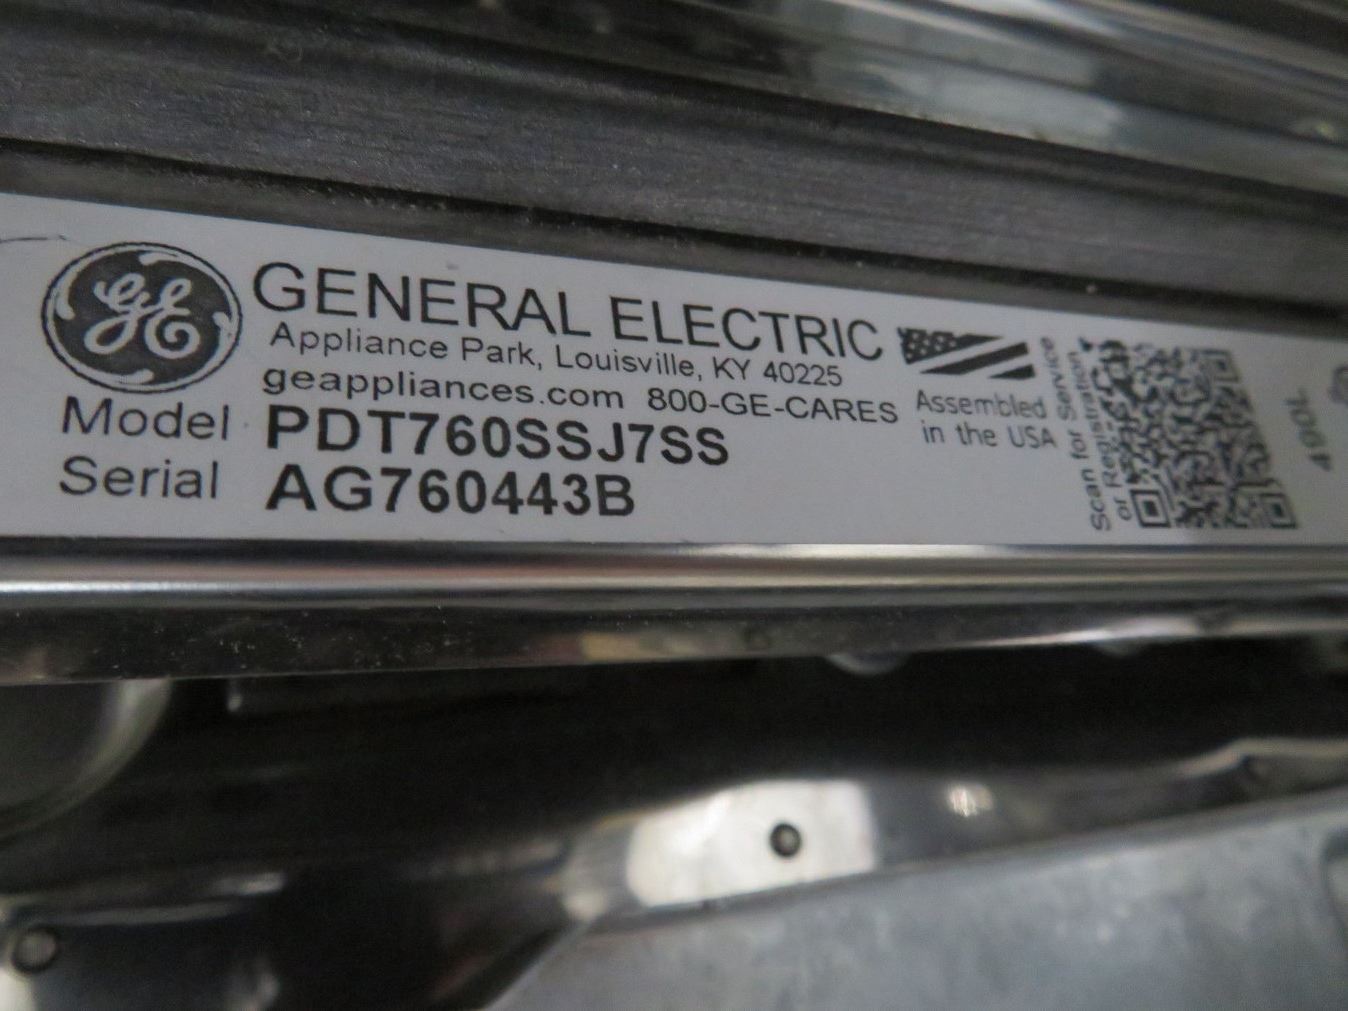 GE
GENERAL ELECTRIC
Appliance Park, Louisville, KY 40225
geappliances.com 800-GE-CARES
Model PDT760SSJ7SS
Serial AG760443B
Assembled
in the USA
Scan for Service
or Registration
490L